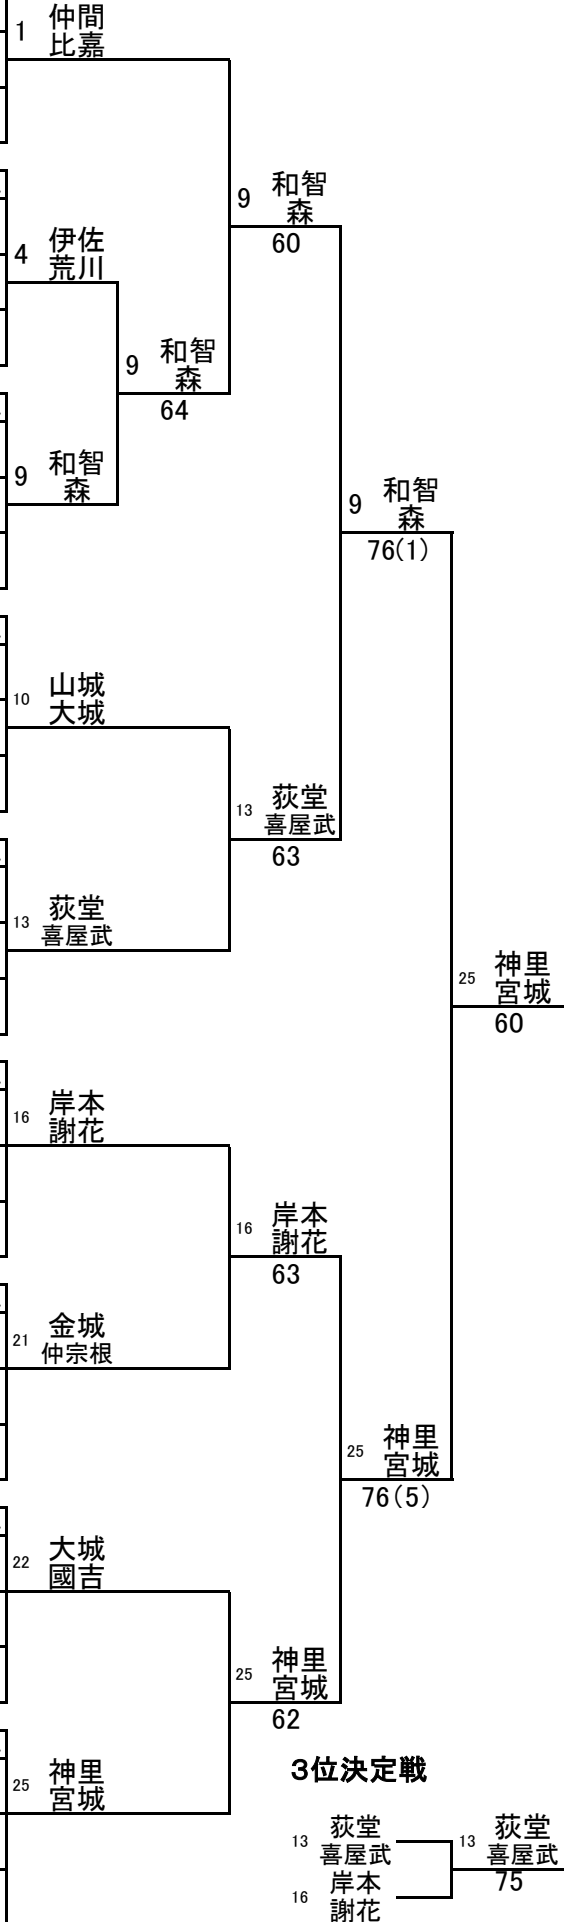 1 仲間
比嘉
9 和智
森
60
4 伊佐
荒川
9 和智
森
64
9 和智
森
9 和智
森
76(1)
10 山城
大城
13 荻堂
喜屋武
63
13 荻堂
喜屋武
25 神里
宮城
60
16 岸本
謝花
16 岸本
謝花
63
21 金城
仲宗根
25 神里
宮城
76(5)
22 大城
國吉
25 神里
宮城
62
3位決定戦
25 神里
宮城
13 荻堂
喜屋武
13 荻堂
喜屋武
75
16 岸本
謝花